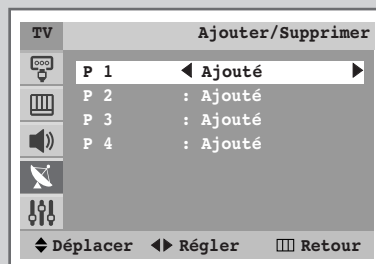 TV Ajouter/Supprimer
P 1 ◀ Ajouté ▶
P 2 : Ajouté
P 3 : Ajouté
P 4 : Ajouté
Déplacer Régler Retour